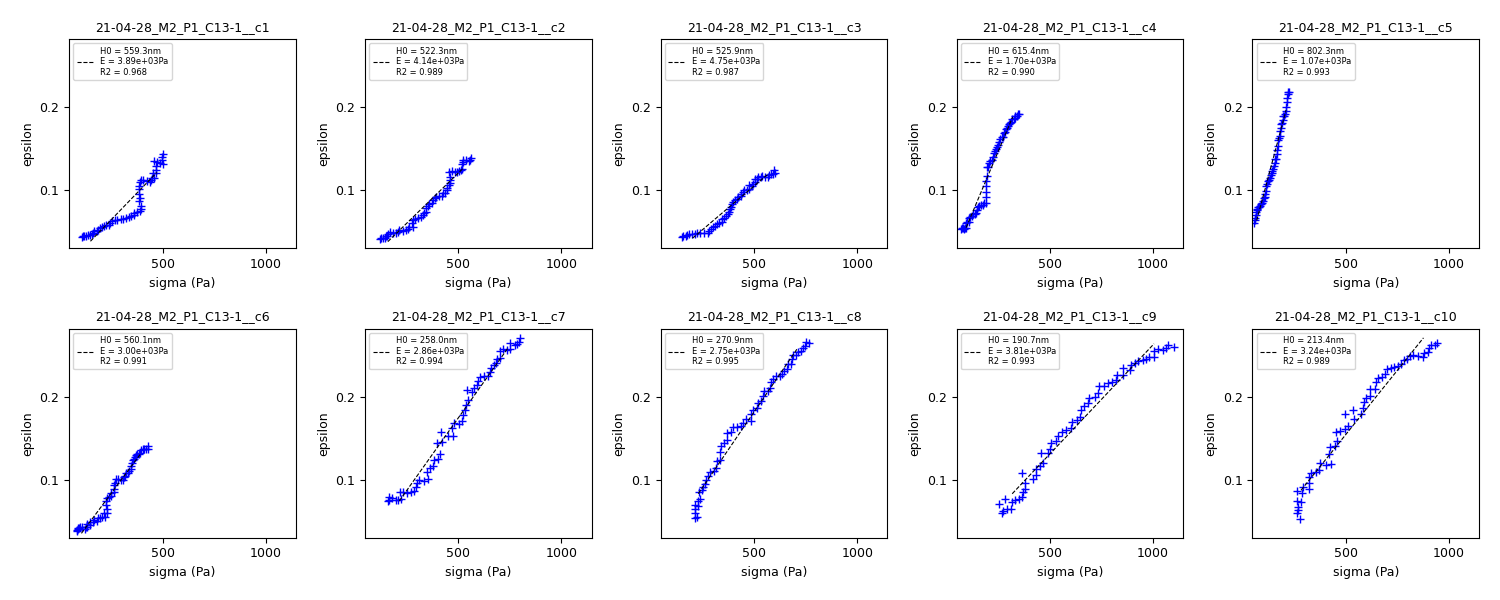 21-04-28_M2_P1_C13-1__c1
H0 = 559.3nm
E = 3.89e+03Pa
R2 = 0.968
0.2
0.1
epsilon
500
1000
sigma (Pa)
21-04-28_M2_P1_C13-1__c2
H0 = 522.3nm
E = 4.14e+03Pa
R2 = 0.989
0.2
0.1
epsilon
500
1000
sigma (Pa)
21-04-28_M2_P1_C13-1__c3
H0 = 525.9nm
E = 4.75e+03Pa
R2 = 0.987
0.2
0.1
epsilon
500
1000
sigma (Pa)
21-04-28_M2_P1_C13-1__c4
H0 = 615.4nm
E = 1.70e+03Pa
R2 = 0.990
0.2
0.1
epsilon
500
1000
sigma (Pa)
21-04-28_M2_P1_C13-1__c5
H0 = 802.3nm
E = 1.07e+03Pa
R2 = 0.993
0.2
0.1
epsilon
500
1000
sigma (Pa)
21-04-28_M2_P1_C13-1__c6
H0 = 560.1nm
E = 3.00e+03Pa
R2 = 0.991
0.2
0.1
epsilon
500
1000
sigma (Pa)
21-04-28_M2_P1_C13-1__c7
H0 = 258.0nm
E = 2.86e+03Pa
R2 = 0.994
0.2
0.1
epsilon
500
1000
sigma (Pa)
21-04-28_M2_P1_C13-1__c8
H0 = 270.9nm
E = 2.75e+03Pa
R2 = 0.995
0.2
0.1
epsilon
500
1000
sigma (Pa)
21-04-28_M2_P1_C13-1__c9
H0 = 190.7nm
E = 3.81e+03Pa
R2 = 0.993
0.2
0.1
epsilon
500
1000
sigma (Pa)
21-04-28_M2_P1_C13-1__c10
H0 = 213.4nm
E = 3.24e+03Pa
R2 = 0.989
0.2
0.1
epsilon
500
1000
sigma (Pa)